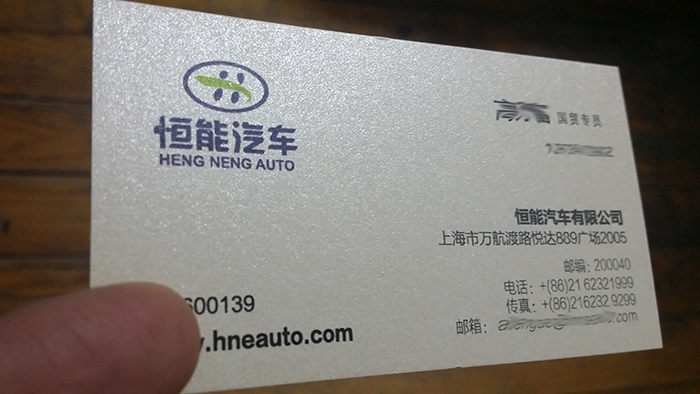 恒能汽车
HENG NENG AUTO
国贸专员
恒能汽车有限公司
上海市万航渡路悦达889广场2005
邮编: 200040
电话: +(86)21 62321999
传真: +(86)216232 9299
邮箱:
600139
.hneauto.com